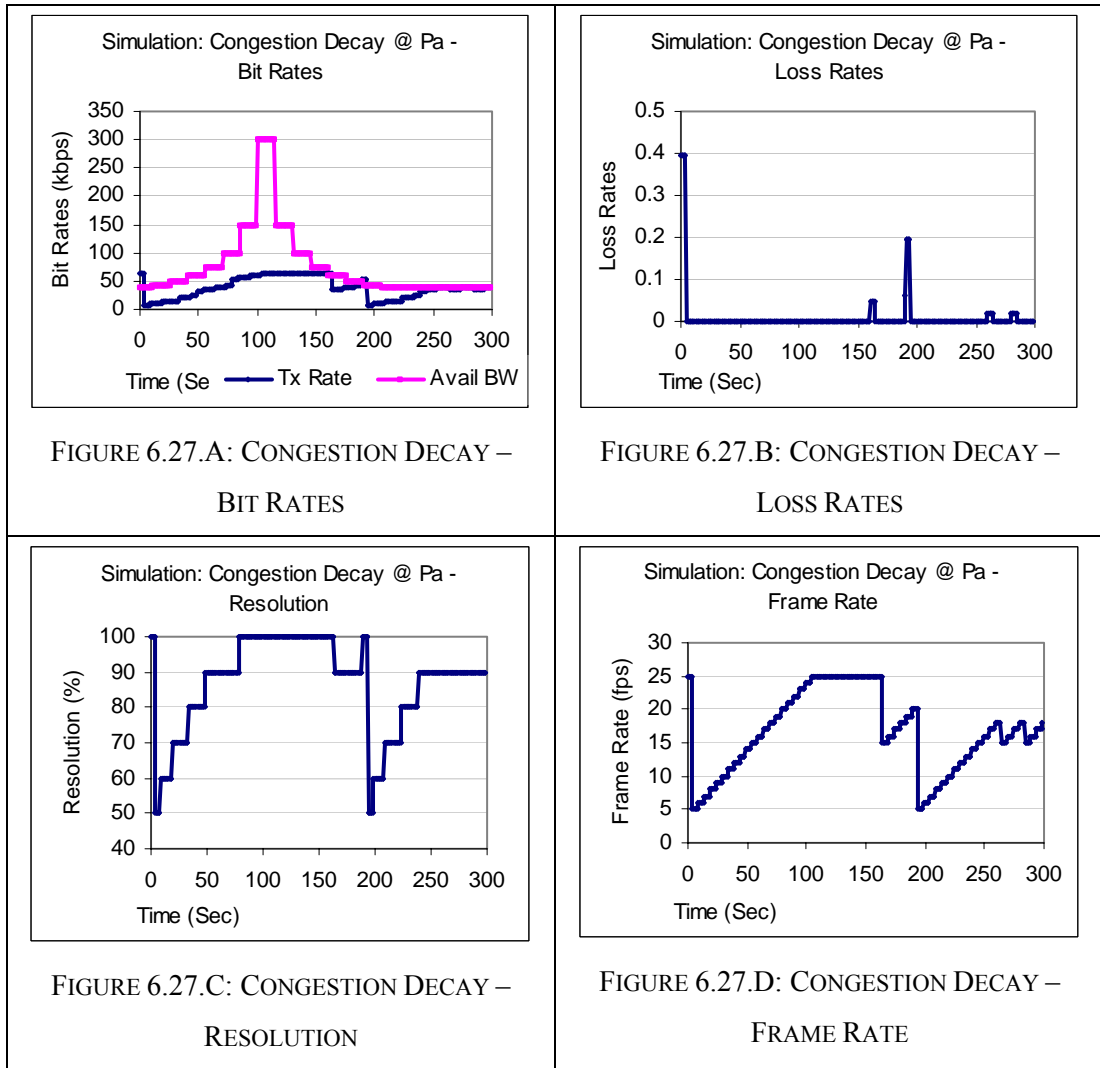 Simulation: Congestion Decay @ Pa -
Bit Rates
Bit Rates (kbps)
350
300
250
200
150
100
50
0
0 50 100 150 200 250 300
Time (Se
Tx Rate
Avail BW
FIGURE 6.27.A: CONGESTION DECAY –
BIT RATES
Simulation: Congestion Decay @ Pa -
Loss Rates
Loss Rates
0.5
0.4
0.3
0.2
0.1
0
0 50 100 150 200 250 300
Time (Sec)
FIGURE 6.27.B: CONGESTION DECAY –
LOSS RATES
Simulation: Congestion Decay @ Pa -
Resolution
Resolution (%)
100
90
80
70
60
50
40
0 50 100 150 200 250 300
Time (Sec)
FIGURE 6.27.C: CONGESTION DECAY –
RESOLUTION
Simulation: Congestion Decay @ Pa -
Frame Rate
Frame Rate (fps)
30
25
20
15
10
5
0
0 50 100 150 200 250 300
Time (Sec)
FIGURE 6.27.D: CONGESTION DECAY –
FRAME RATE